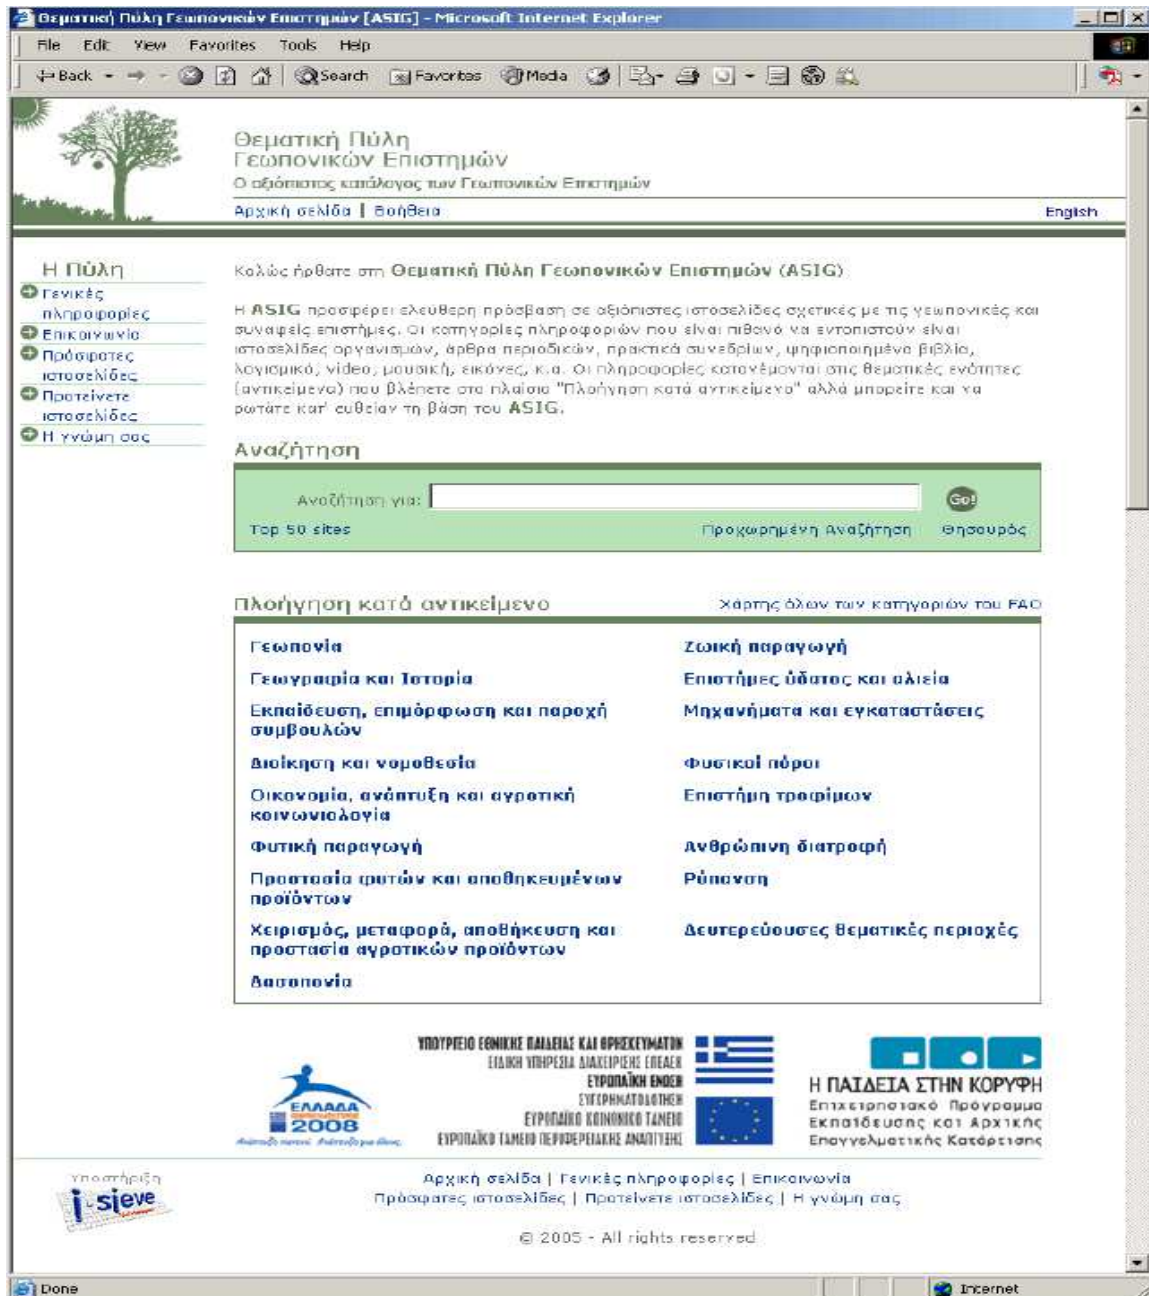 Θεματική Πύλη Γεωπονικών Επιστημών [ASIG] - Microsoft Internet Explorer
File Edit View Favorites Tools Help
Back Search Favorites Media
Θεματική Πύλη
Γεωπονικών Επιστημών
Ο αξιόπιστος κατάλογος των Γεωπονικών Επιστημών
Αρχική σελίδα | Βοήθεια
English
Η Πύλη
Γενικές
πληροφορίες
Επικοινωνία
Πρόσφατες
ιστοσελίδες
Προτείνετε
ιστοσελίδες
Η γνώμη σας
Καλώς ήρθατε στη Θεματική Πύλη Γεωπονικών Επιστημών (ASIG)
Η ASIG προσφέρει ελεύθερη πρόσβαση σε αξιόπιστες ιστοσελίδες σχετικές με τις γεωπονικές και
συναφείς επιστήμες. Οι κατηγορίες πληροφοριών που είναι πιθανό να εντοπιστούν είναι
ιστοσελίδες οργανισμών, άρθρα περιοδικών, πρακτικά συνεδρίων, ψηφιοποιημένα βιβλία,
λογισμικό, video, μουσική, εικόνες, κ.α. Οι πληροφορίες κατανέμονται στις θεματικές ενότητες
(αντικείμενα) που βλέπετε στο πλαίσιο "Πλοήγηση κατά αντικείμενο" αλλά μπορείτε και να
ρωτάτε κατ' ευθείαν τη βάση του ASIG.
Αναζήτηση
Αναζήτηση για:
Go!
Top 50 sites
Προχωρημένη Αναζήτηση
Θησαυρός
Πλοήγηση κατά αντικείμενο
Χάρτης όλων των κατηγοριών του FAO
Γεωπονία
Ζωική παραγωγή
Γεωγραφία και Ιστορία
Επιστήμες ύδατος και αλιεία
Εκπαίδευση, επιμόρφωση και παροχή
συμβουλών
Μηχανήματα και εγκαταστάσεις
Διοίκηση και νομοθεσία
Φυσικοί πόροι
Οικονομία, ανάπτυξη και αγροτική
κοινωνιολογία
Επιστήμη τροφίμων
Φυτική παραγωγή
Ανθρώπινη διατροφή
Προστασία φυτών και αποθηκευμένων
προϊόντων
Ρύπανση
Χειρισμός, μεταφορά, αποθήκευση και
προστασία αγροτικών προϊόντων
Δευτερεύουσες θεματικές περιοχές
Δασοπονία
ΕΛΛΑΔΑ
2008
ΥΠΟΥΡΓΕΙΟ ΕΘΝΙΚΗΣ ΠΑΙΔΕΙΑΣ ΚΑΙ ΘΡΗΣΚΕΥΜΑΤΩΝ
ΕΙΔΙΚΗ ΥΠΗΡΕΣΙΑ ΔΙΑΧΕΙΡΙΣΗΣ ΕΠΕΑΕΚ
ΕΥΡΩΠΑΪΚΗ ΕΝΩΣΗ
ΣΥΓΧΡΗΜΑΤΟΔΟΤΗΣΗ
ΕΥΡΩΠΑΪΚΟ ΚΟΙΝΩΝΙΚΟ ΤΑΜΕΙΟ
ΕΥΡΩΠΑΪΚΟ ΤΑΜΕΙΟ ΠΕΡΙΦΕΡΕΙΑΚΗΣ ΑΝΑΠΤΥΞΗΣ
Η ΠΑΙΔΕΙΑ ΣΤΗΝ ΚΟΡΥΦΗ
Επιχειρησιακό Πρόγραμμα
Εκπαίδευσης και Αρχικής
Επαγγελματικής Κατάρτισης
Υποστήριξη
i-sieve
Αρχική σελίδα | Γενικές πληροφορίες | Επικοινωνία
Πρόσφατες ιστοσελίδες | Προτείνετε ιστοσελίδες | Η γνώμη σας
© 2005 - All rights reserved
Done
Internet